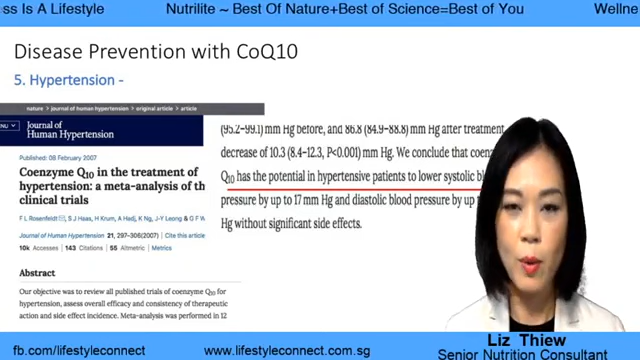 ss Is A Lifestyle
Nutrilite ~ Best Of Nature+Best of Science=Best of You
Wellne
Disease Prevention with CoQ10
5. Hypertension -
nature > journal of human hypertension > original article > article
NU
Journal of
Human Hypertension
Published: 08 February 2007
Coenzyme Q10 in the treatment of
hypertension: a meta-analysis of th
clinical trials
F L Rosenfeldt, S J Haas, H Krum, A Hadj, K Ng, J-Y Leong & G F W
Journal of Human Hypertension 21, 297-306(2007) Cite this article
10k Accesses 143 Citations 55 Altmetric Metrics
Abstract
Our objective was to review all published trials of coenzyme Q10 for
hypertension, assess overall efficacy and consistency of therapeutic
action and side effect incidence. Meta-analysis was performed in 12
(95.2–99.1) mm Hg before, and 86.8 (84.9–88.8) mm Hg after treatment
decrease of 10.3 (8.4–12.3, P<0.001) mm Hg. We conclude that coenz
Q10 has the potential in hypertensive patients to lower systolic bl
pressure by up to 17 mm Hg and diastolic blood pressure by up
Hg without significant side effects.
Liz Thiew
Senior Nutrition Consultant
fb.com/lifestyleconnect
www.lifestyleconnect.com.sg